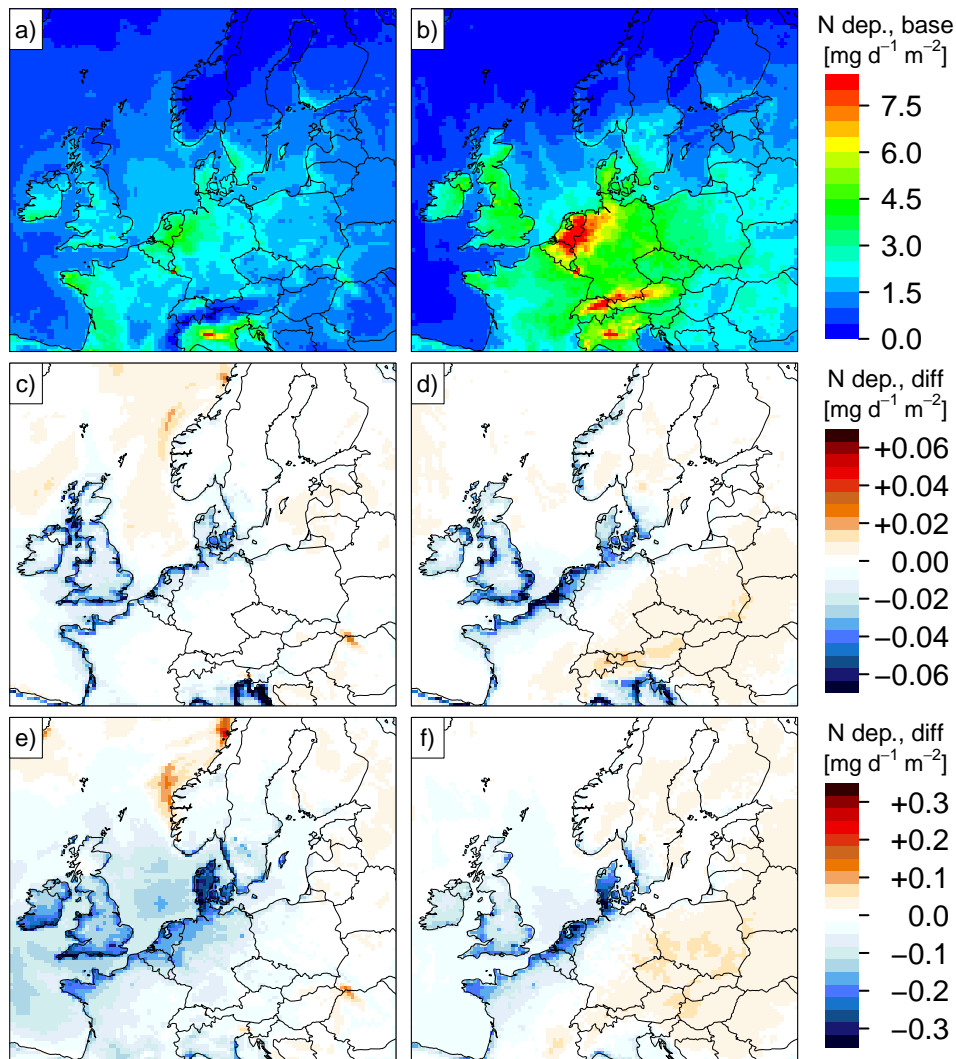 a)
b)
N dep., base
[mg d⁻¹ m⁻²]
7.5
6.0
4.5
3.0
1.5
0.0
c)
d)
N dep., diff
[mg d⁻¹ m⁻²]
+0.06
+0.04
+0.02
0.00
−0.02
−0.04
−0.06
e)
f)
N dep., diff
[mg d⁻¹ m⁻²]
+0.3
+0.2
+0.1
0.0
−0.1
−0.2
−0.3